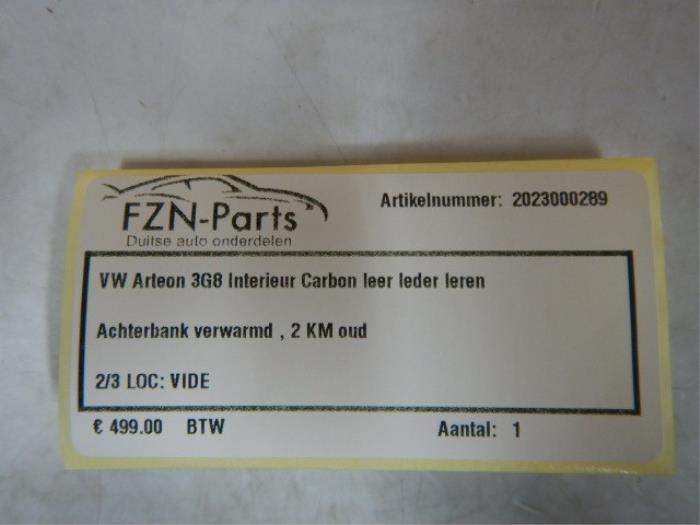 FZN-Parts
Duitse auto onderdelen
Artikelnummer: 2023000289
VW Arteon 3G8 Interieur Carbon leer leder leren
Achterbank verwarmd , 2 KM oud
2/3 LOC: VIDE
€ 499.00 BTW
Aantal: 1